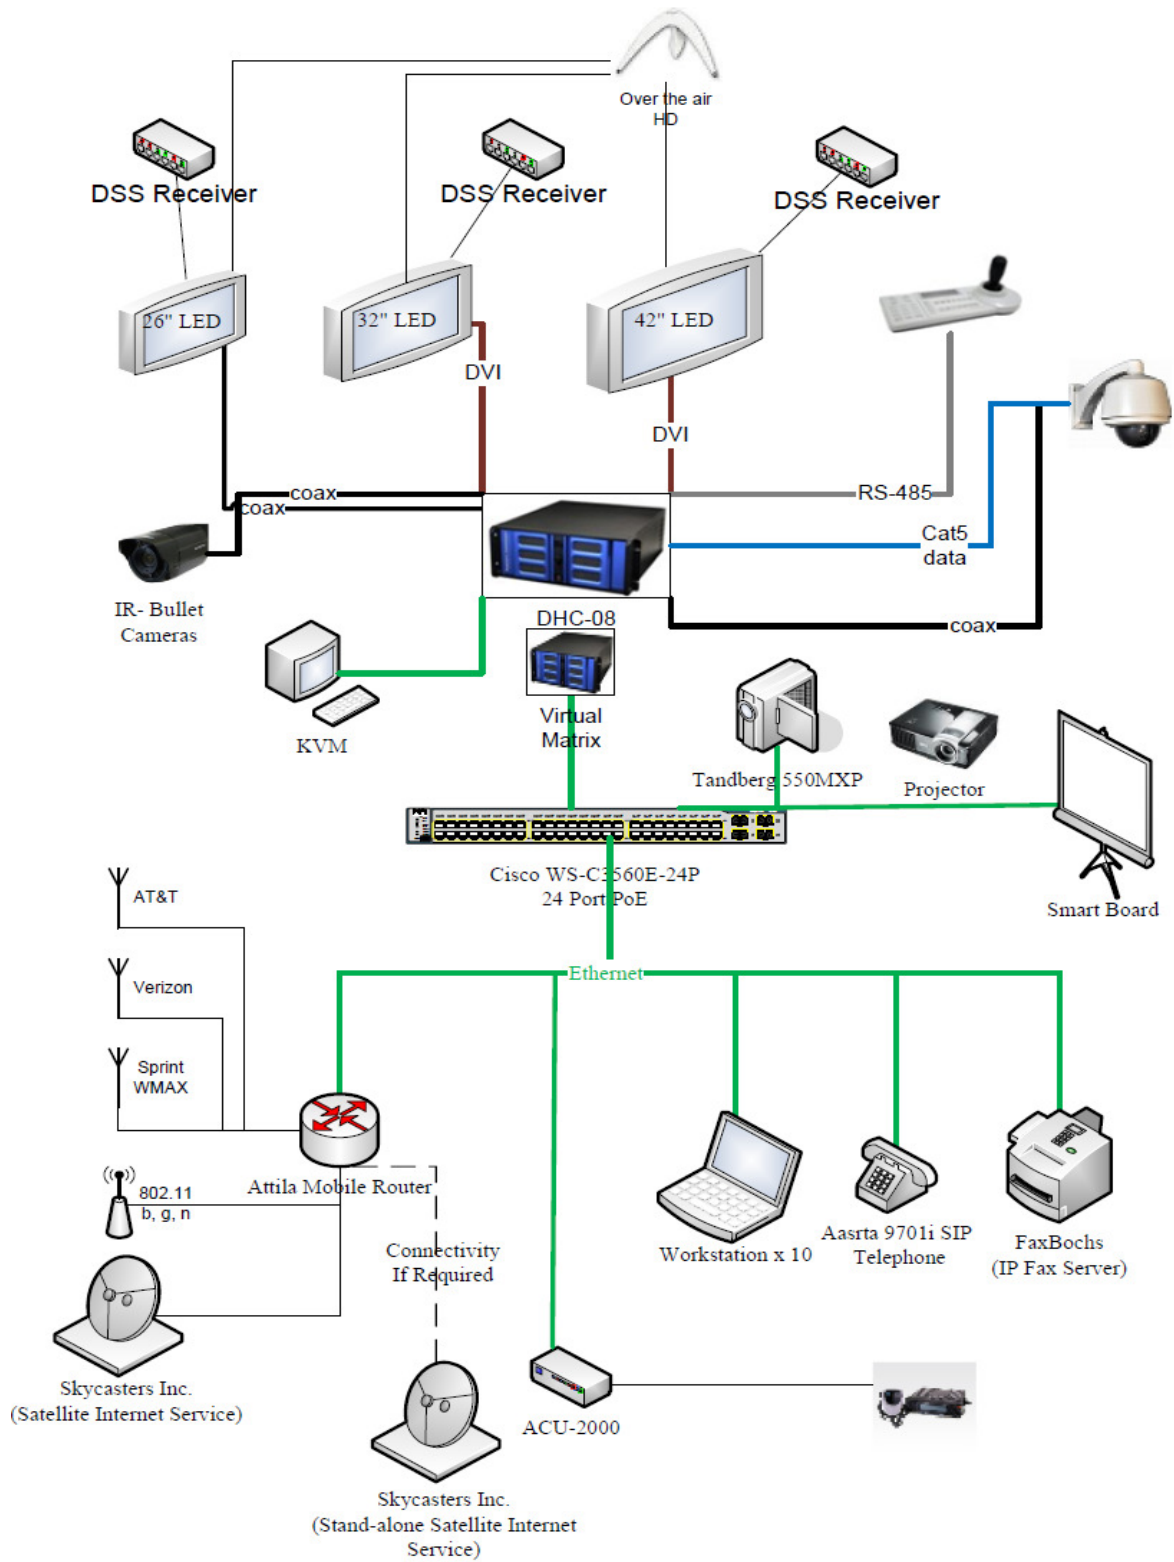 Over the air
HD
DSS Receiver
DSS Receiver
DSS Receiver
26" LED
32" LED
42" LED
DVI
DVI
coax
coax
RS-485
Cat5
data
IR- Bullet
Cameras
DHC-08
coax
KVM
Virtual
Matrix
Tandberg 550MXP
Projector
Cisco WS-C3560E-24P
24 Port PoE
Smart Board
AT&T
Ethernet
Verizon
Sprint
WMAX
Attila Mobile Router
802.11
b, g, n
Connectivity
If Required
Workstation x 10
Aasrta 9701i SIP
Telephone
FaxBochs
(IP Fax Server)
Skycasters Inc.
(Satellite Internet Service)
ACU-2000
Skycasters Inc.
(Stand-alone Satellite Internet
Service)